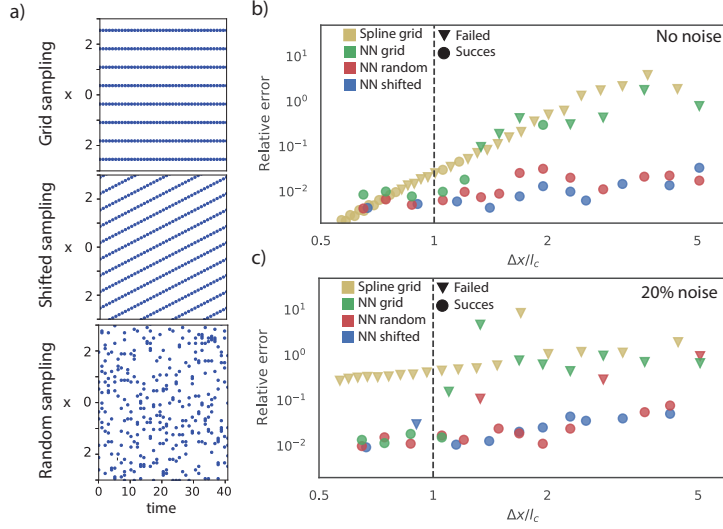 a)
Grid sampling
x
2
0
2
Shifted sampling
x
2
0
2
Random sampling
x
2
0
2
0 10 20 30 40
time
b)
Spline grid
NN grid
NN random
NN shifted
Failed
Succes
No noise
Relative error
10^1
10^0
10^-1
10^-2
0.5 1 2 5
Δx/l_c
c)
Spline grid
NN grid
NN random
NN shifted
Failed
Succes
20% noise
Relative error
10^1
10^0
10^-1
10^-2
0.5 1 2 5
Δx/l_c